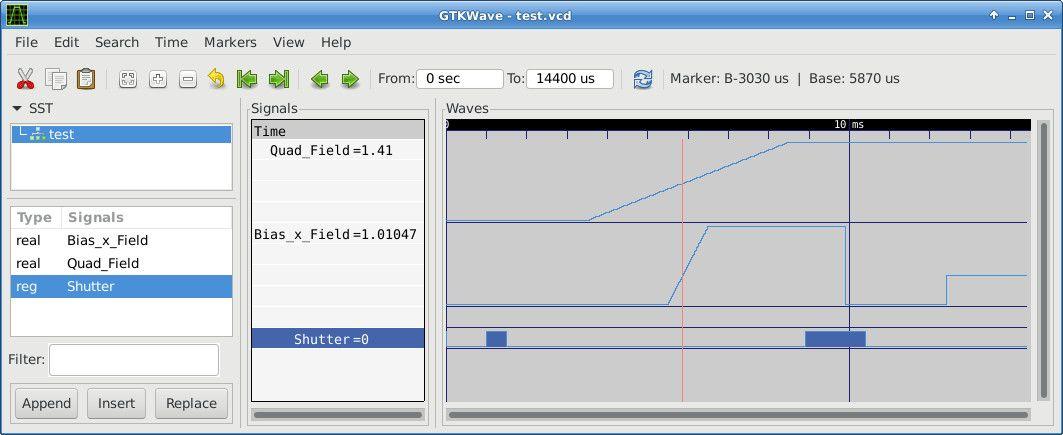 GTKWave - test.vcd
File Edit Search Time Markers View Help
From: 0 sec To: 14400 us Marker: B-3030 us | Base: 5870 us
SST
test
Type Signals
real Bias_x_Field
real Quad_Field
reg Shutter
Filter:
Append Insert Replace
Signals
Time
Quad_Field=1.41
Bias_x_Field=1.01047
Shutter=0
Waves
0 10 ms